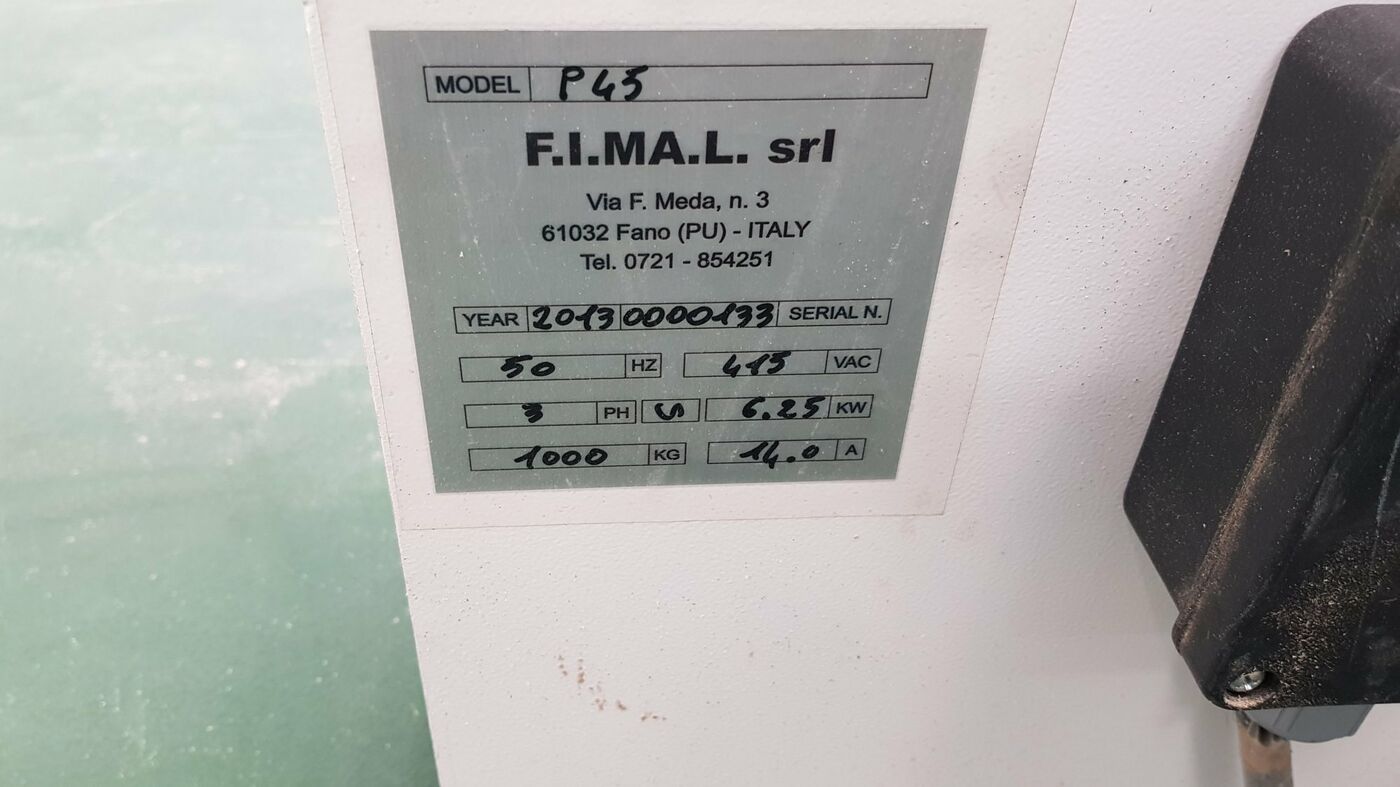 MODEL P45
F.I.MA.L. srl
Via F. Meda, n. 3
61032 Fano (PU) - ITALY
Tel. 0721 - 854251
YEAR 2013 0000133 SERIAL N.
50 HZ 415 VAC
3 PH S 6.25 KW
1000 KG 14.0 A